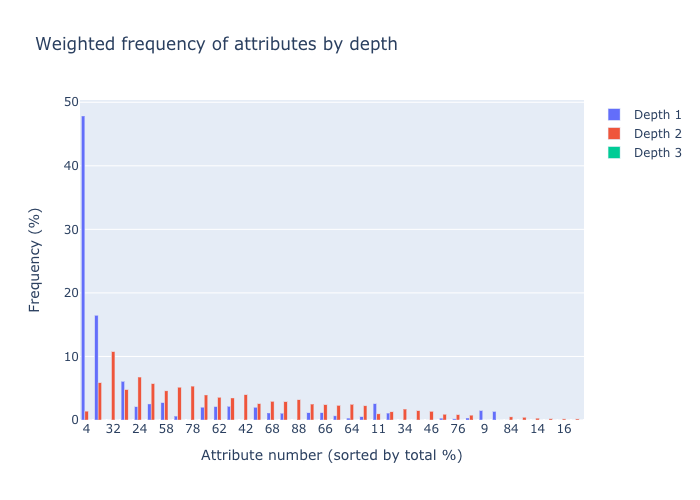 Weighted frequency of attributes by depth
Depth 1
Depth 2
Depth 3
50
40
30
20
10
0
Frequency (%)
4 32 24 58 78 62 42 68 88 66 64 11 34 46 76 9 84 14 16
Attribute number (sorted by total %)